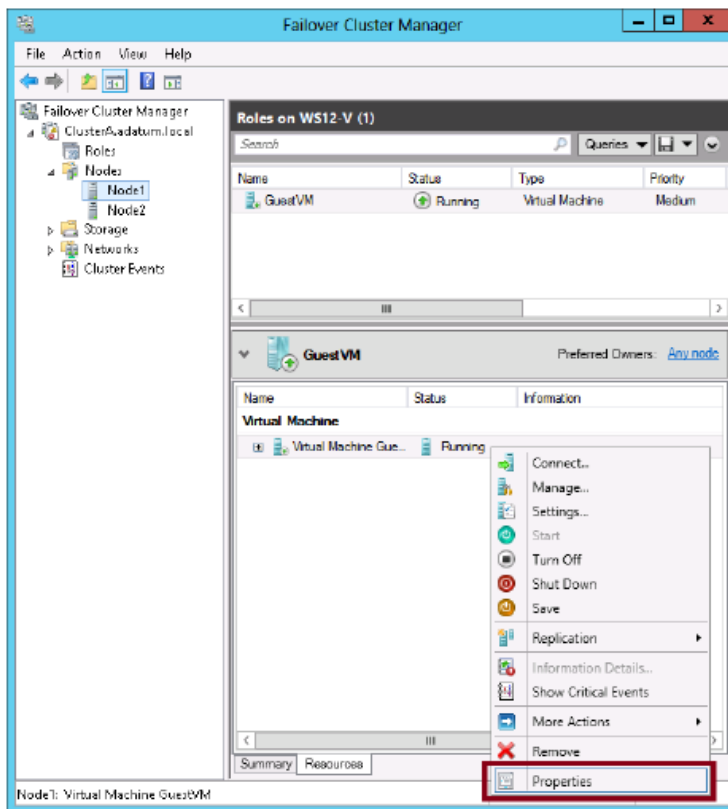 Failover Cluster Manager
File Action View Help
Failover Cluster Manager
ClusterA.adatum.local
Roles
Nodes
Node1
Node2
Storage
Networks
Cluster Events
Roles on WS12-V (1)
Search Queries
Name Status Type Priority
GuestVM Running Virtual Machine Medium
GuestVM Preferred Owners: Any node
Name Status Information
Virtual Machine
Virtual Machine Gue... Running
Connect...
Manage...
Settings...
Start
Turn Off
Shut Down
Save
Replication
Information Details...
Show Critical Events
More Actions
Remove
Properties
Summary Resources
Node1: Virtual Machine GuestVM